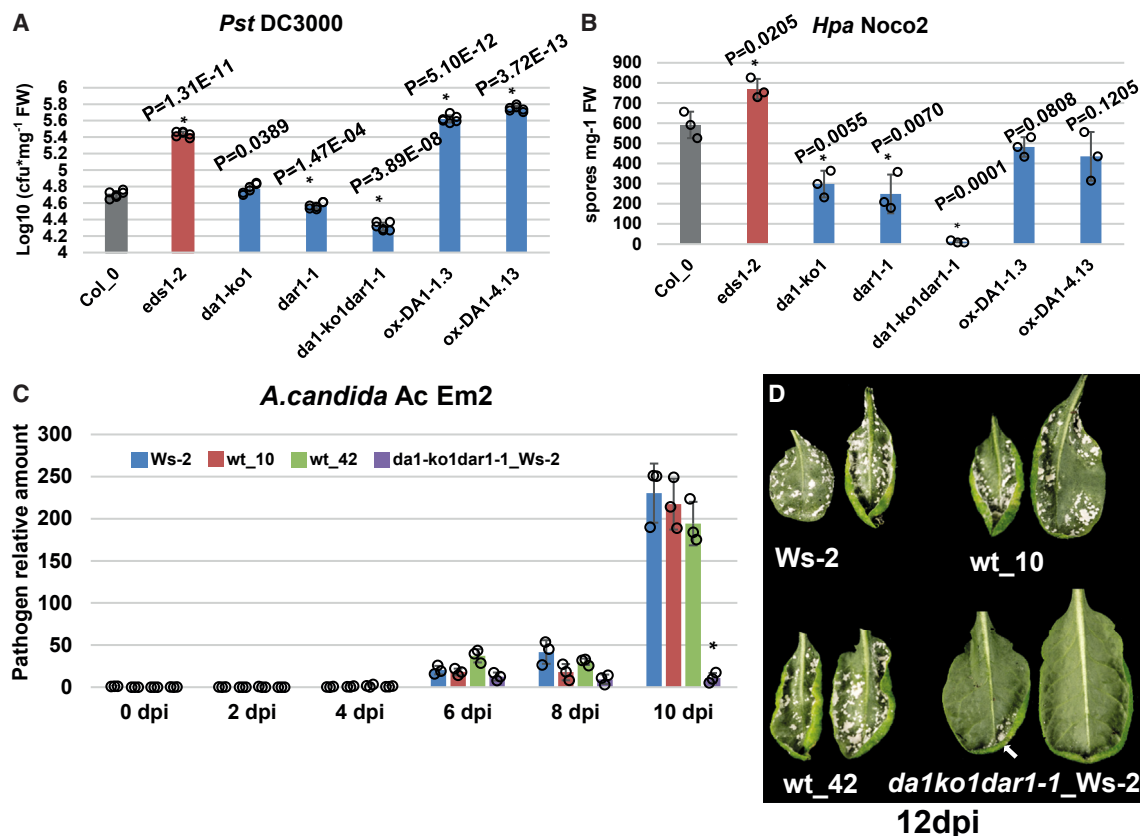 A
Pst DC3000
P=1.31E-11
P=0.0389
P=1.47E-04
P=3.89E-08
P=5.10E-12
P=3.72E-13
*
*
*
*
*
Log10 (cfu*mg-1 FW)
6
5.8
5.6
5.4
5.2
5
4.8
4.6
4.4
4.2
4
Col_0
eds1-2
da1-ko1
dar1-1
da1-ko1dar1-1
ox-DA1-1.3
ox-DA1-4.13
B
Hpa Noco2
P=0.0205
P=0.0055
P=0.0070
P=0.0001
P=0.0808
P=0.1205
*
*
*
*
spores mg-1 FW
900
800
700
600
500
400
300
200
100
0
Col_0
eds1-2
da1-ko1
dar1-1
da1-ko1dar1-1
ox-DA1-1.3
ox-DA1-4.13
C
A.candida Ac Em2
Ws-2 wt_10 wt_42 da1-ko1dar1-1_Ws-2
Pathogen relative amount
300
250
200
150
100
50
0
*
0 dpi 2 dpi 4 dpi 6 dpi 8 dpi 10 dpi
D
Ws-2
wt_10
wt_42
da1ko1dar1-1_Ws-2
12dpi